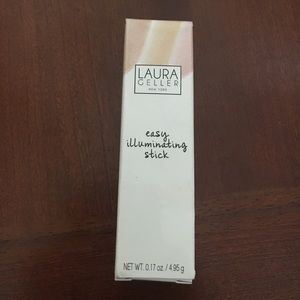 LAURA
GELLER
NEW YORK
easy
illuminating
stick
NET WT. 0.17 oz / 4.95 g